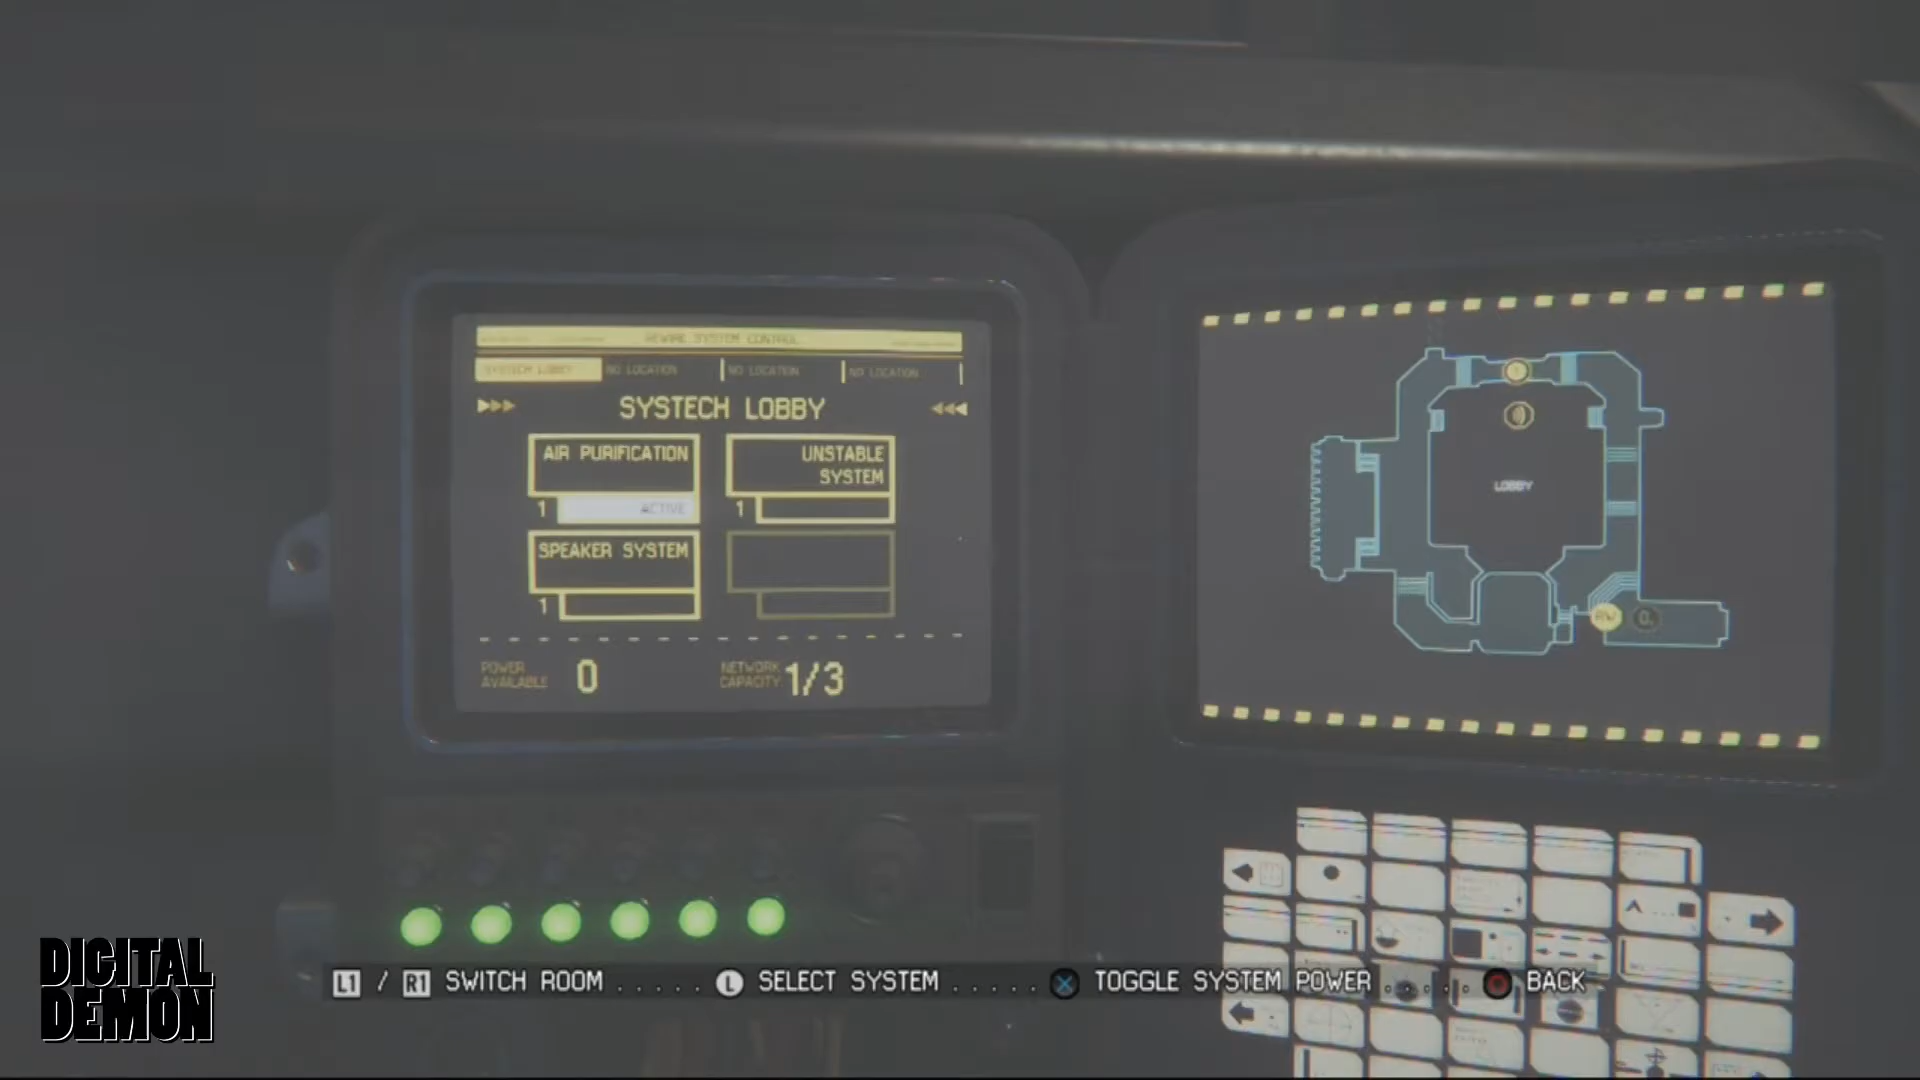 REWIRE SYSTEM CONTROL
SYSTECH LOBBY
NO LOCATION
NO LOCATION
NO LOCATION
SYSTECH LOBBY
AIR PURIFICATION
1
ACTIVE
UNSTABLE
SYSTEM
1
SPEAKER SYSTEM
1
POWER
AVAILABLE
0
NETWORK
CAPACITY
1/3
LOBBY
RW
L1 / R1 SWITCH ROOM ..... L SELECT SYSTEM ..... X TOGGLE SYSTEM POWER ..... BACK
DIGITAL
DEMON